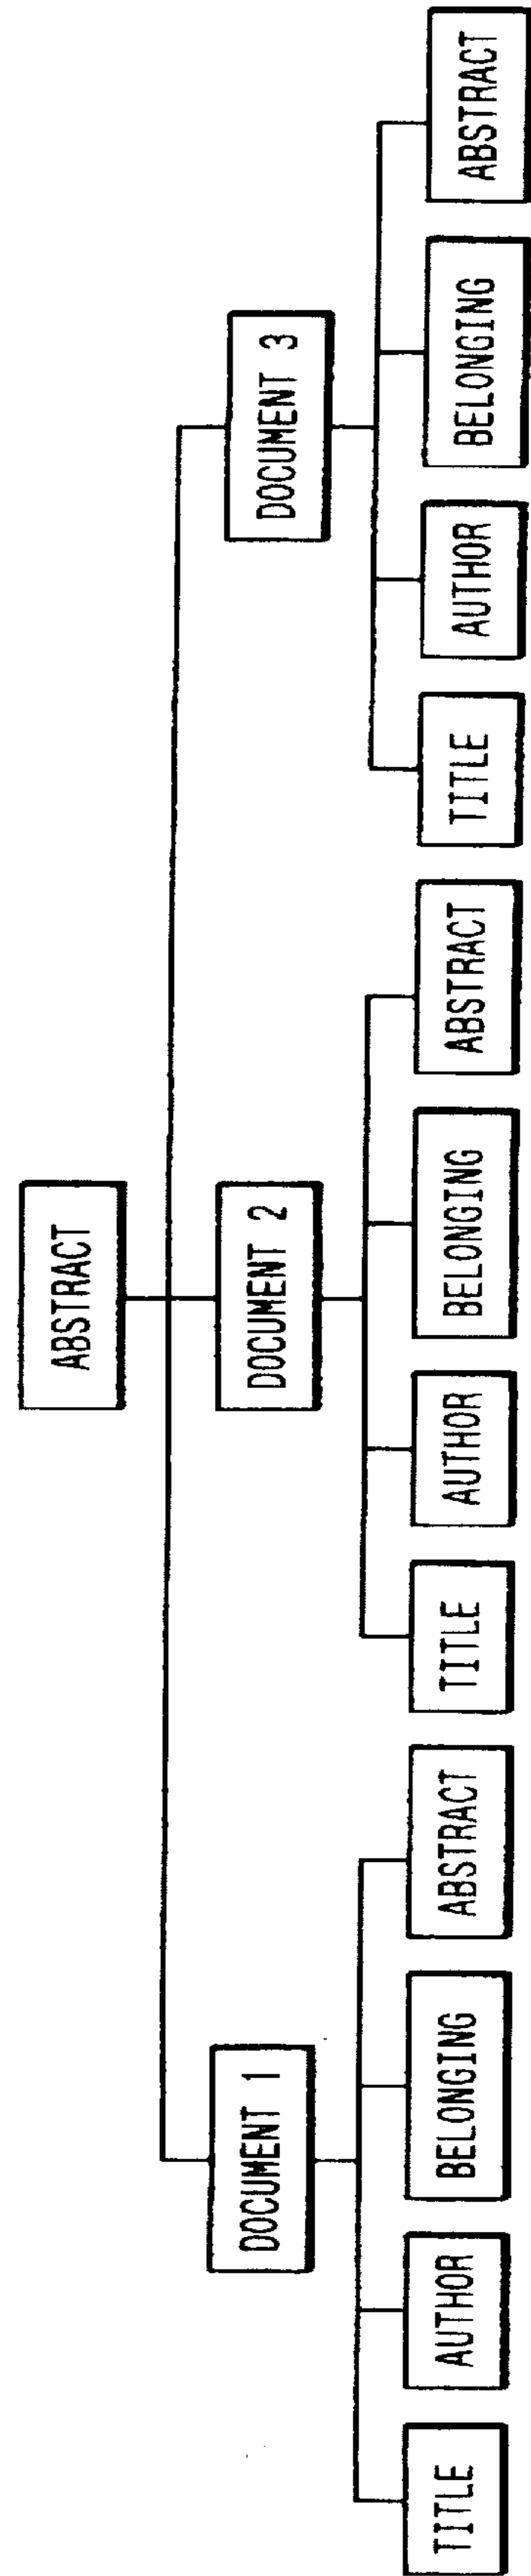 ABSTRACT
DOCUMENT 1
DOCUMENT 2
DOCUMENT 3
TITLE
AUTHOR
BELONGING
ABSTRACT
TITLE
AUTHOR
BELONGING
ABSTRACT
TITLE
AUTHOR
BELONGING
ABSTRACT